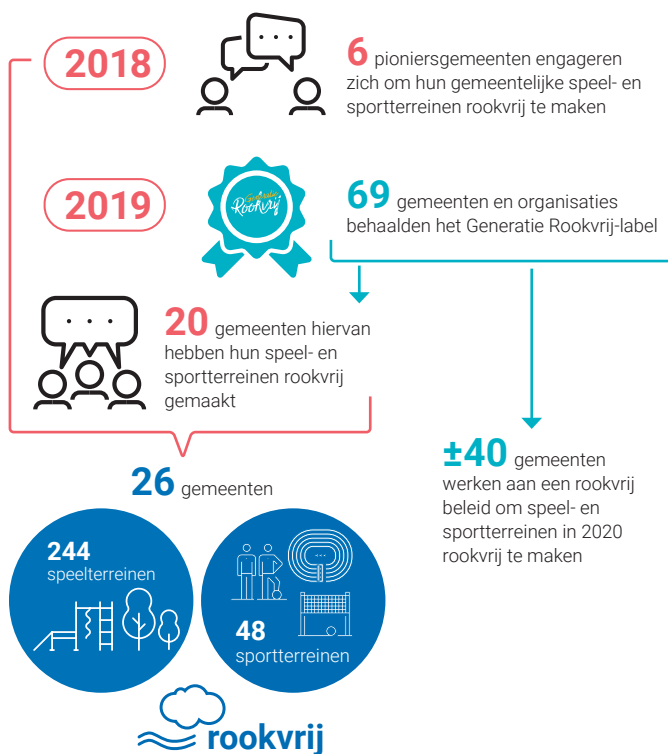 2018
6 pioniersgemeenten engageren
zich om hun gemeentelijke speel- en
sportterreinen rookvrij te maken
2019
Generatie
Rookvrij
69 gemeenten en organisaties
behaalden het Generatie Rookvrij-label
20 gemeenten hiervan
hebben hun speel- en
sportterreinen rookvrij
gemaakt
±40 gemeenten
werken aan een rookvrij
beleid om speel- en
sportterreinen in 2020
rookvrij te maken
26 gemeenten
244
speelterreinen
48
sportterreinen
rookvrij